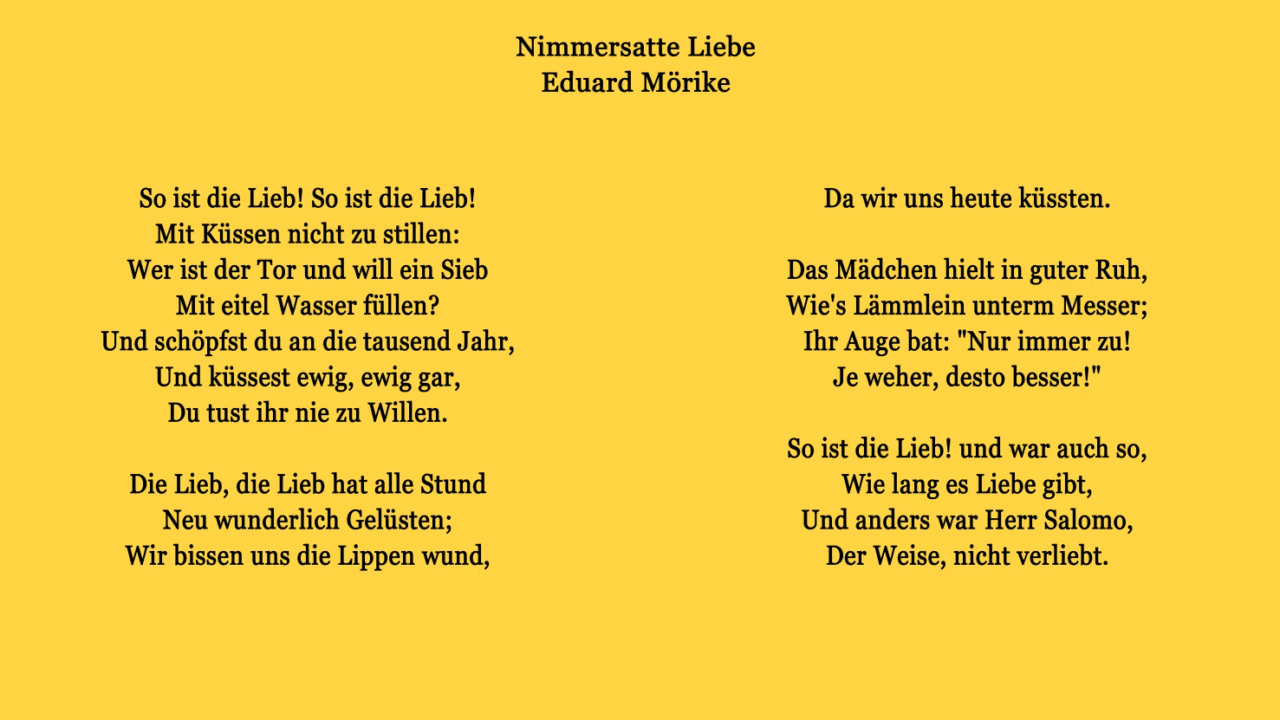 Nimmersatte Liebe
Eduard Mörike
So ist die Lieb! So ist die Lieb!
Mit Küssen nicht zu stillen:
Wer ist der Tor und will ein Sieb
Mit eitel Wasser füllen?
Und schöpfst du an die tausend Jahr,
Und küssest ewig, ewig gar,
Du tust ihr nie zu Willen.
Die Lieb, die Lieb hat alle Stund
Neu wunderlich Gelüsten;
Wir bissen uns die Lippen wund,
Da wir uns heute küssten.
Das Mädchen hielt in guter Ruh,
Wie's Lämmlein unterm Messer;
Ihr Auge bat: "Nur immer zu!
Je weher, desto besser!"
So ist die Lieb! und war auch so,
Wie lang es Liebe gibt,
Und anders war Herr Salomo,
Der Weise, nicht verliebt.